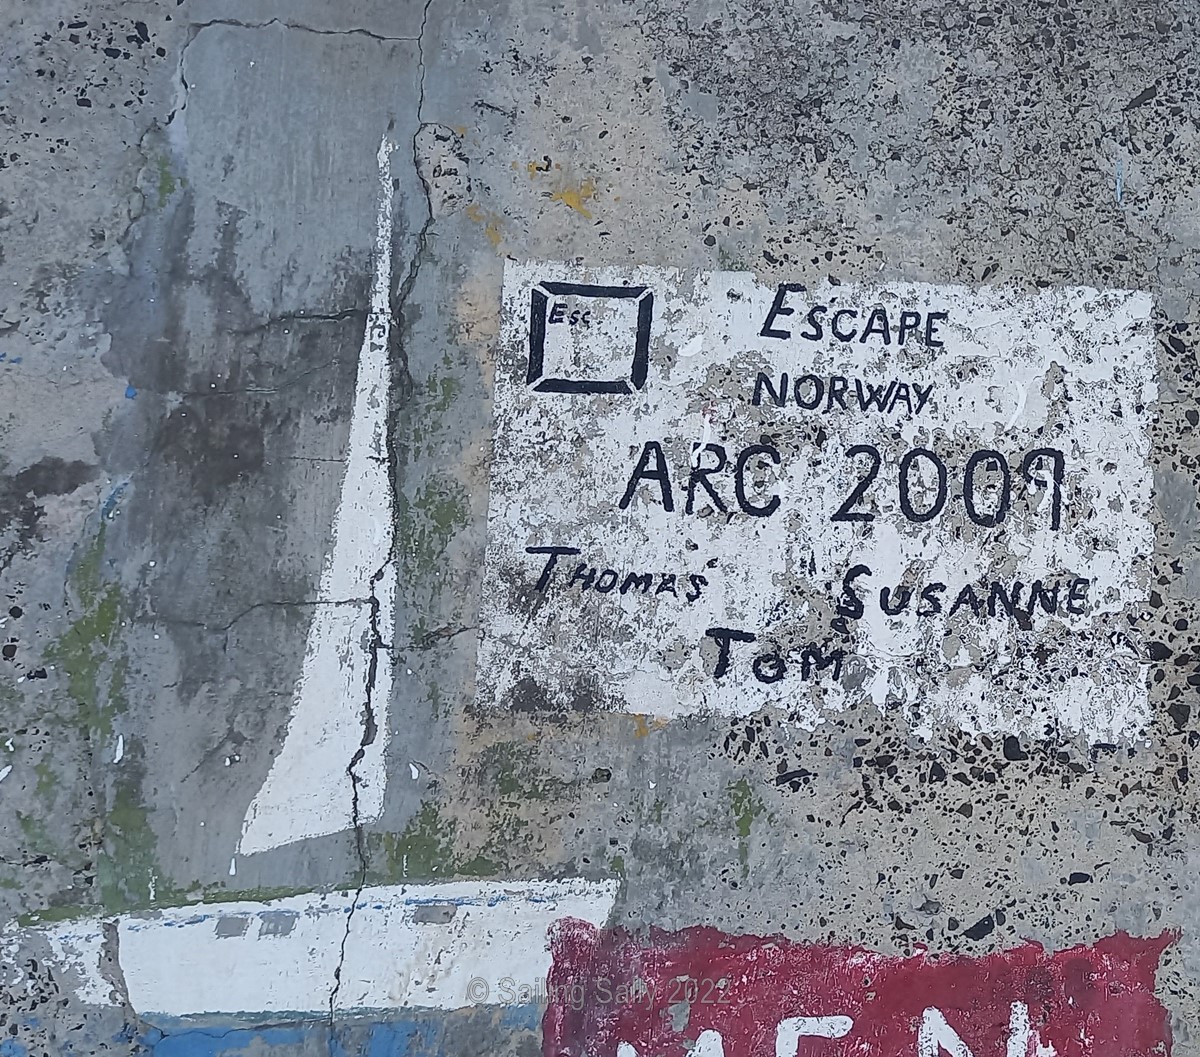 Esc
ESCAPE
NORWAY
ARC 2009
THOMAS SUSANNE
TOM
© Sailing Sally 2022